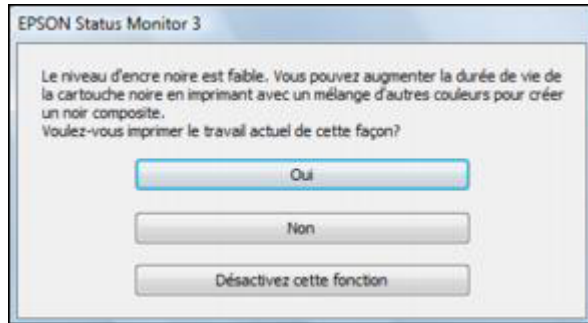 EPSON Status Monitor 3
Le niveau d'encre noire est faible. Vous pouvez augmenter la durée de vie de
la cartouche noire en imprimant avec un mélange d'autres couleurs pour créer
un noir composite.
Voulez-vous imprimer le travail actuel de cette façon?
Oui
Non
Désactivez cette fonction